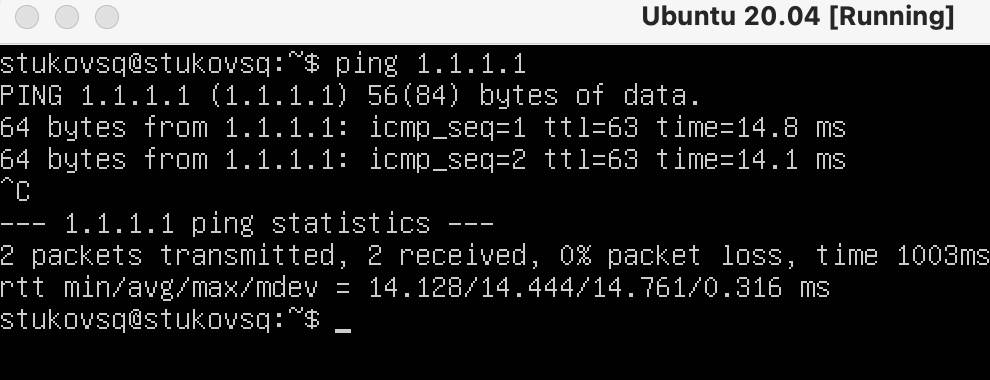 Ubuntu 20.04 [Running]
stukovsq@stukovsq:~$ ping 1.1.1.1
PING 1.1.1.1 (1.1.1.1) 56(84) bytes of data.
64 bytes from 1.1.1.1: icmp_seq=1 ttl=63 time=14.8 ms
64 bytes from 1.1.1.1: icmp_seq=2 ttl=63 time=14.1 ms
^C
--- 1.1.1.1 ping statistics ---
2 packets transmitted, 2 received, 0% packet loss, time 1003ms
rtt min/avg/max/mdev = 14.128/14.444/14.761/0.316 ms
stukovsq@stukovsq:~$ _